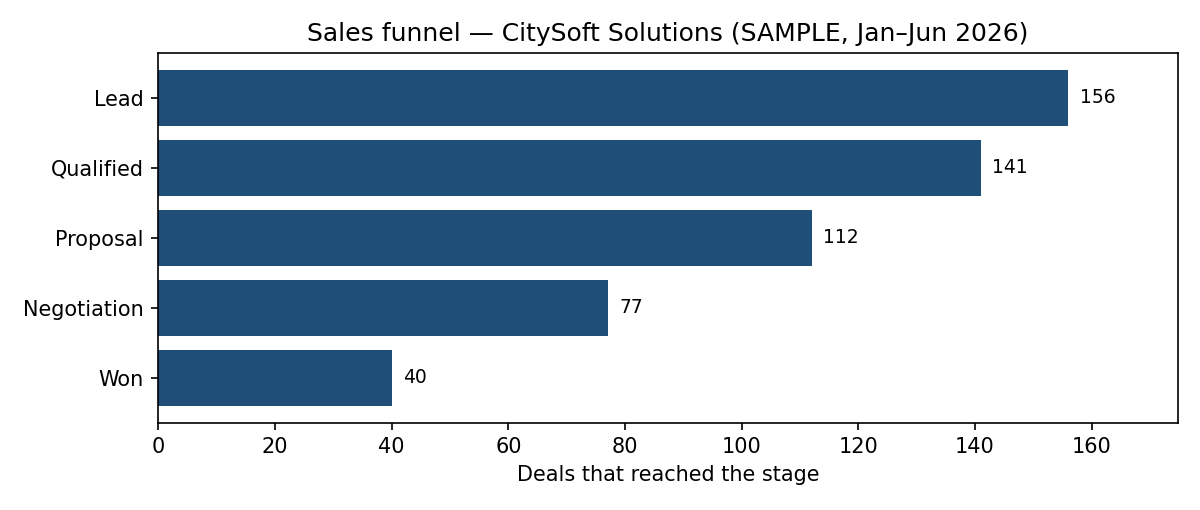 Sales funnel — CitySoft Solutions (SAMPLE, Jan–Jun 2026)
Lead 156
Qualified 141
Proposal 112
Negotiation 77
Won 40
0 20 40 60 80 100 120 140 160
Deals that reached the stage